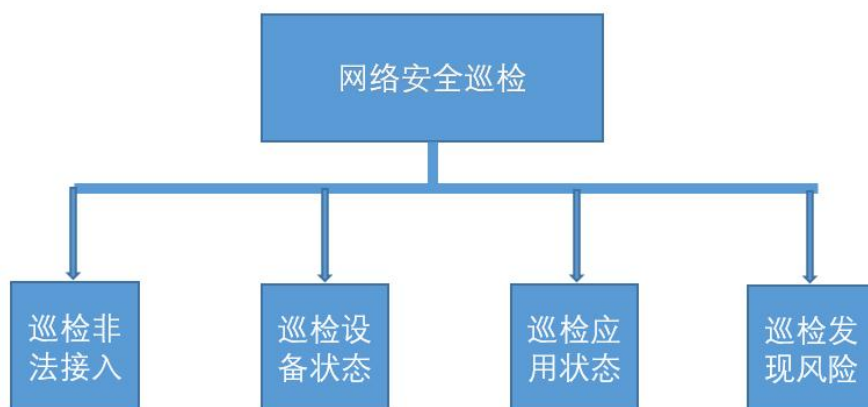 网络安全巡检
巡检非
法接入
巡检设
备状态
巡检应
用状态
巡检发
现风险